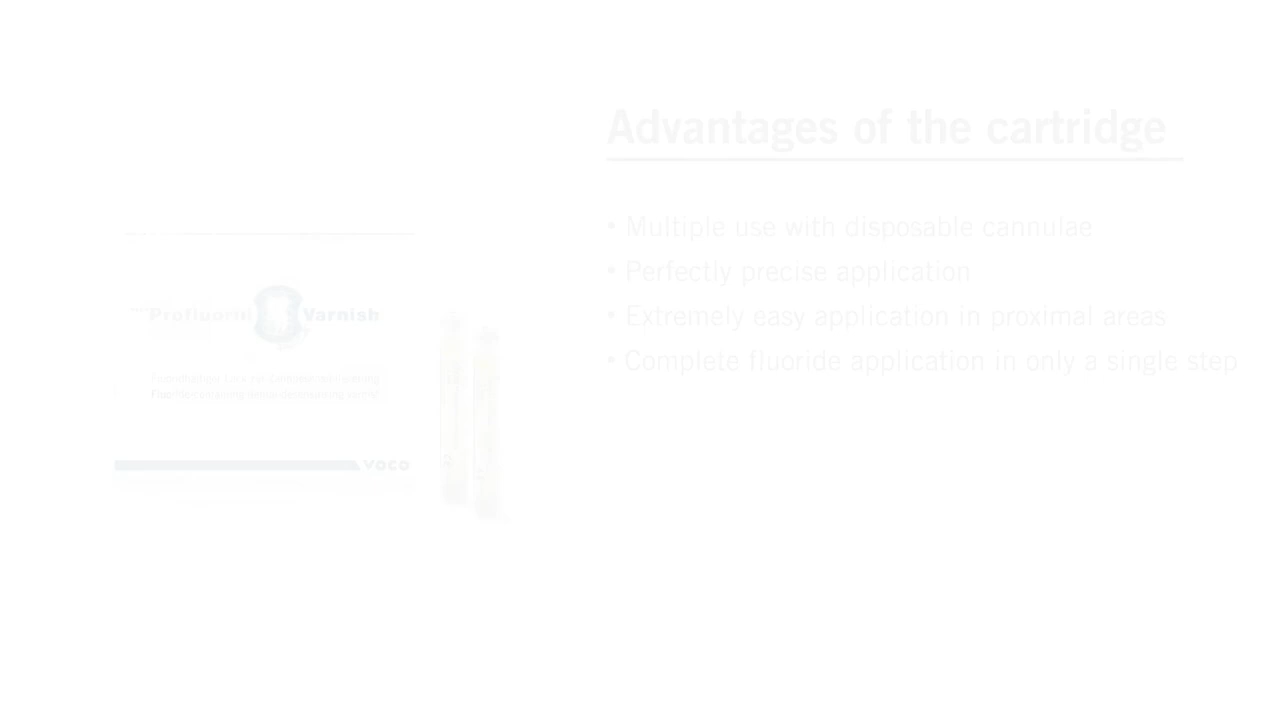 Advantages of the cartridge
• Multiple use with disposable cannulae
• Perfectly precise application
• Extremely easy application in proximal areas
• Complete fluoride application in only a single step
Profluorid Varnish
VOCO